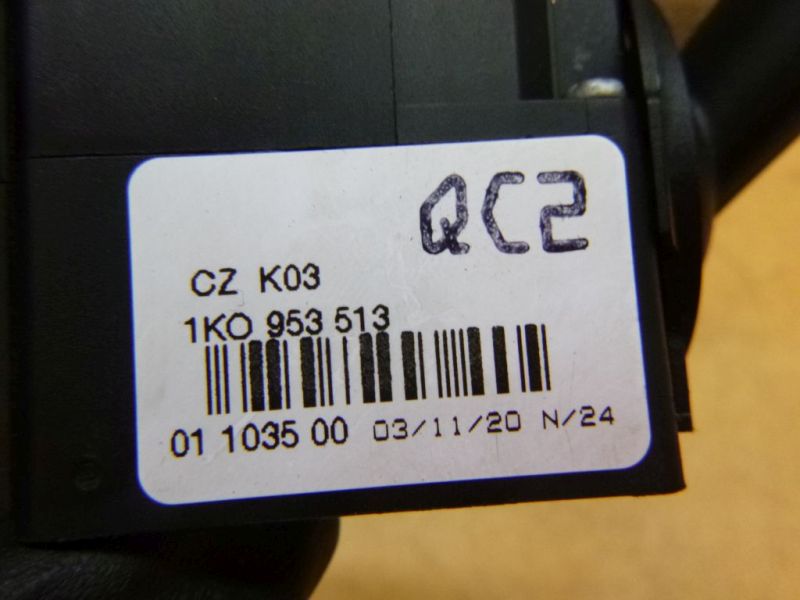 QC2
CZ K03
1KO 953 513
01 1035 00 03/11/20 N/24